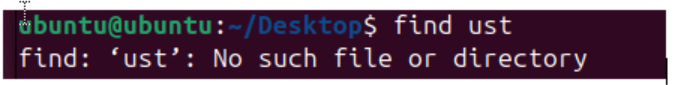 ubuntu@ubuntu:~/Desktop$ find ust
find: ‘ust’: No such file or directory